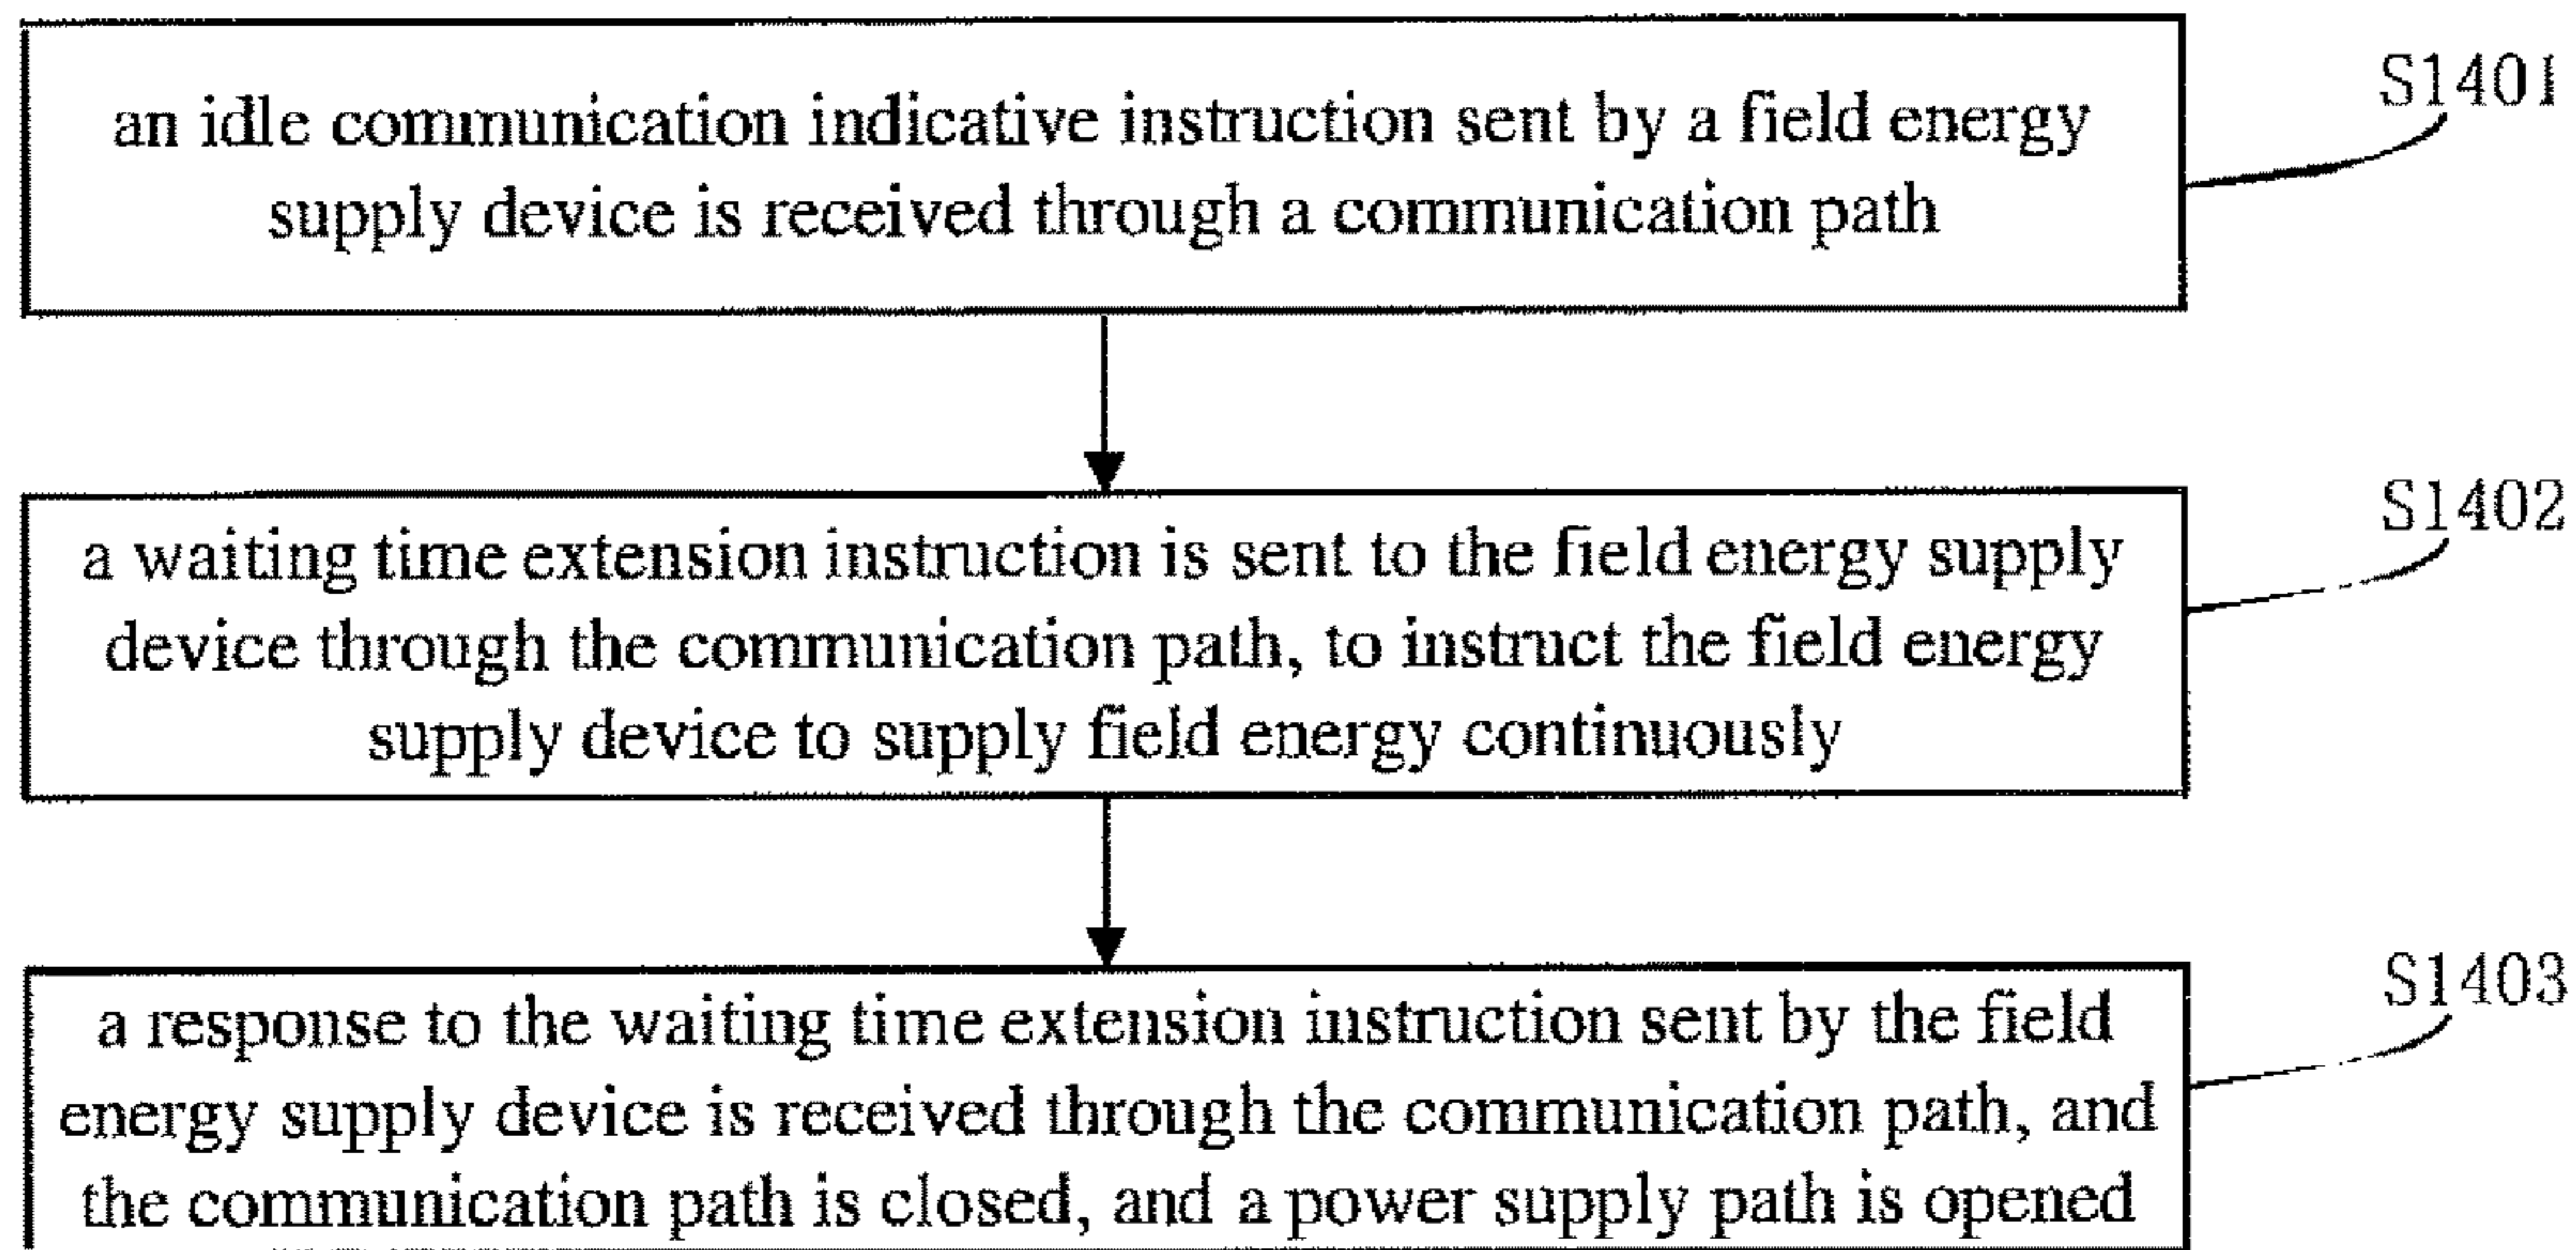 an idle communication indicative instruction sent by a field energy
supply device is received through a communication path
S1401
a waiting time extension instruction is sent to the field energy supply
device through the communication path, to instruct the field energy
supply device to supply field energy continuously
S1402
a response to the waiting time extension instruction sent by the field
energy supply device is received through the communication path, and
the communication path is closed, and a power supply path is opened
S1403